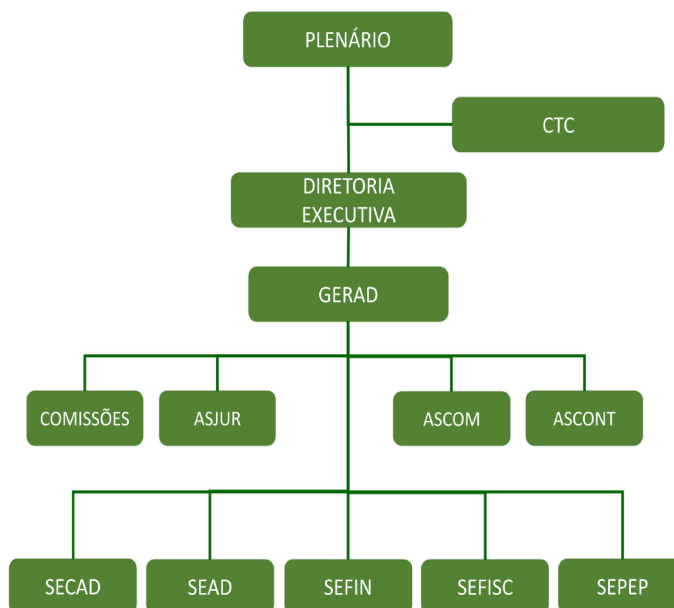 PLENÁRIO
CTC
DIRETORIA
EXECUTIVA
GERAD
COMISSÕES
ASJUR
ASCOM
ASCONT
SECAD
SEAD
SEFIN
SEFISC
SEPEP